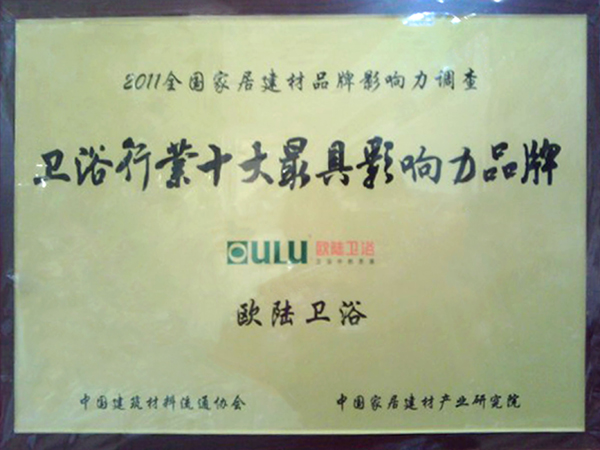 2011全国家居建材品牌影响力调查
卫浴行業十大最具影响力品牌
OULU 欧陆卫浴
欧陆卫浴
中国建筑材料流通协会 中国家居建材产业研究院